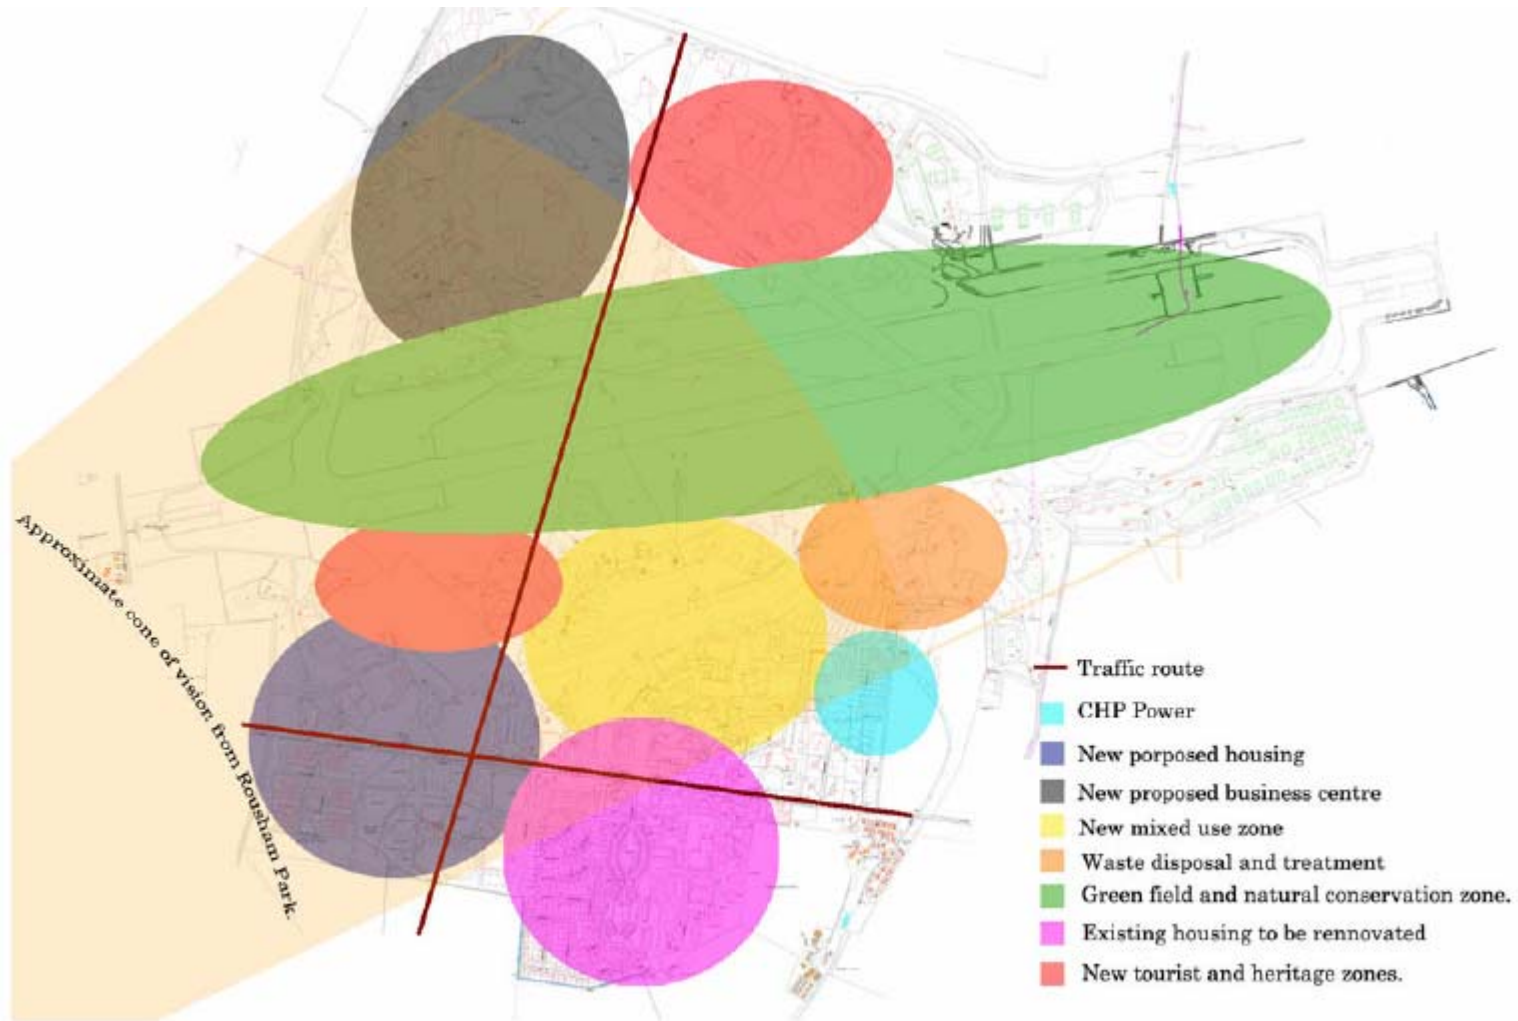 Approximate cone of vision from Rousham Park.
Traffic route
CHP Power
New porposed housing
New proposed business centre
New mixed use zone
Waste disposal and treatment
Green field and natural conservation zone.
Existing housing to be rennovated
New tourist and heritage zones.